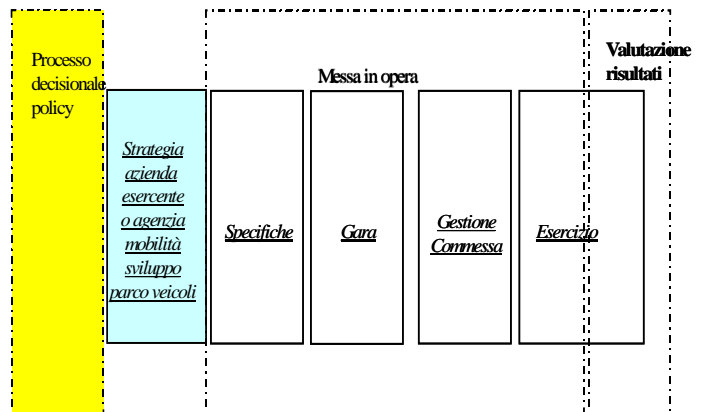 Processo
decisionale
policy
Messa in opera
Valutazione
risultati
Strategia
azienda
esercente
o agenzia
mobilità
sviluppo
parco veicoli
Specifiche
Gara
Gestione
Commessa
Esercizio